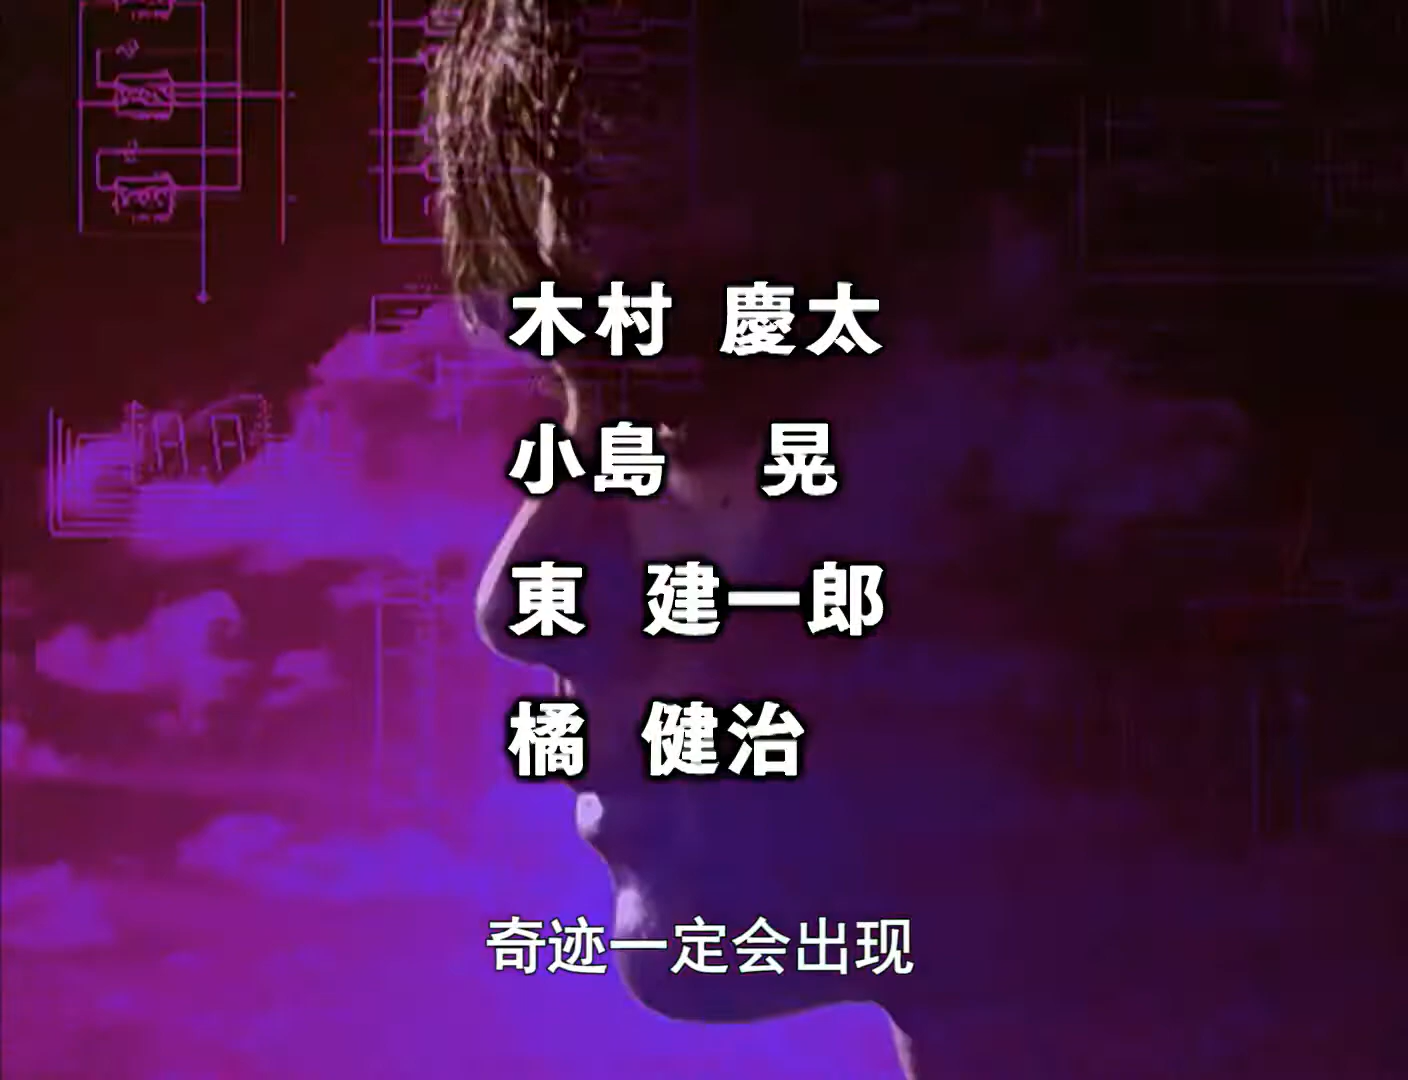 木村 慶太
小島 晃
東 建一郎
橘 健治
奇迹一定会出现